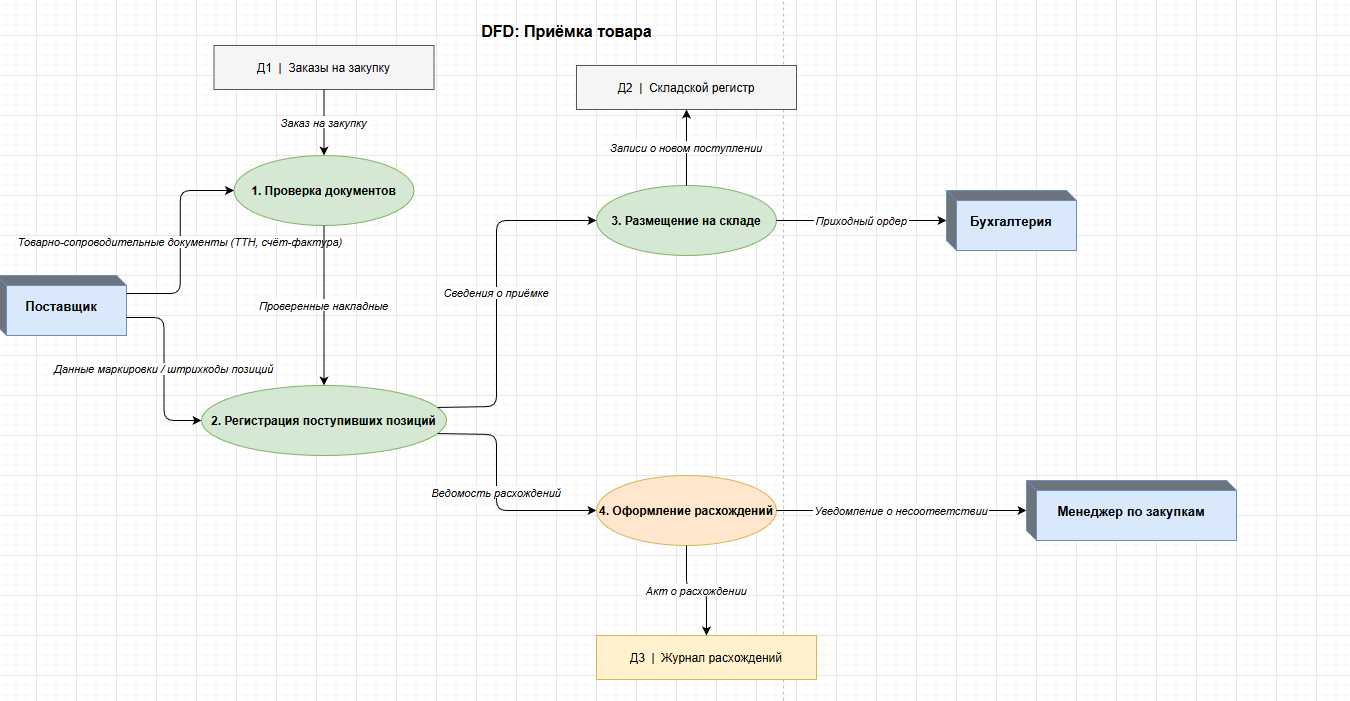 DFD: Приёмка товара
Д1 | Заказы на закупку
Д2 | Складской регистр
Заказ на закупку
Записи о новом поступлении
1. Проверка документов
3. Размещение на складе
Приходный ордер
Бухгалтерия
Товарно-сопроводительные документы (ТТН, счёт-фактура)
Поставщик
Проверенные накладные
Сведения о приёмке
Данные маркировки / штрихкоды позиций
2. Регистрация поступивших позиций
Ведомость расхождений
4. Оформление расхождений
Уведомление о несоответствии
Менеджер по закупкам
Акт о расхождении
Д3 | Журнал расхождений